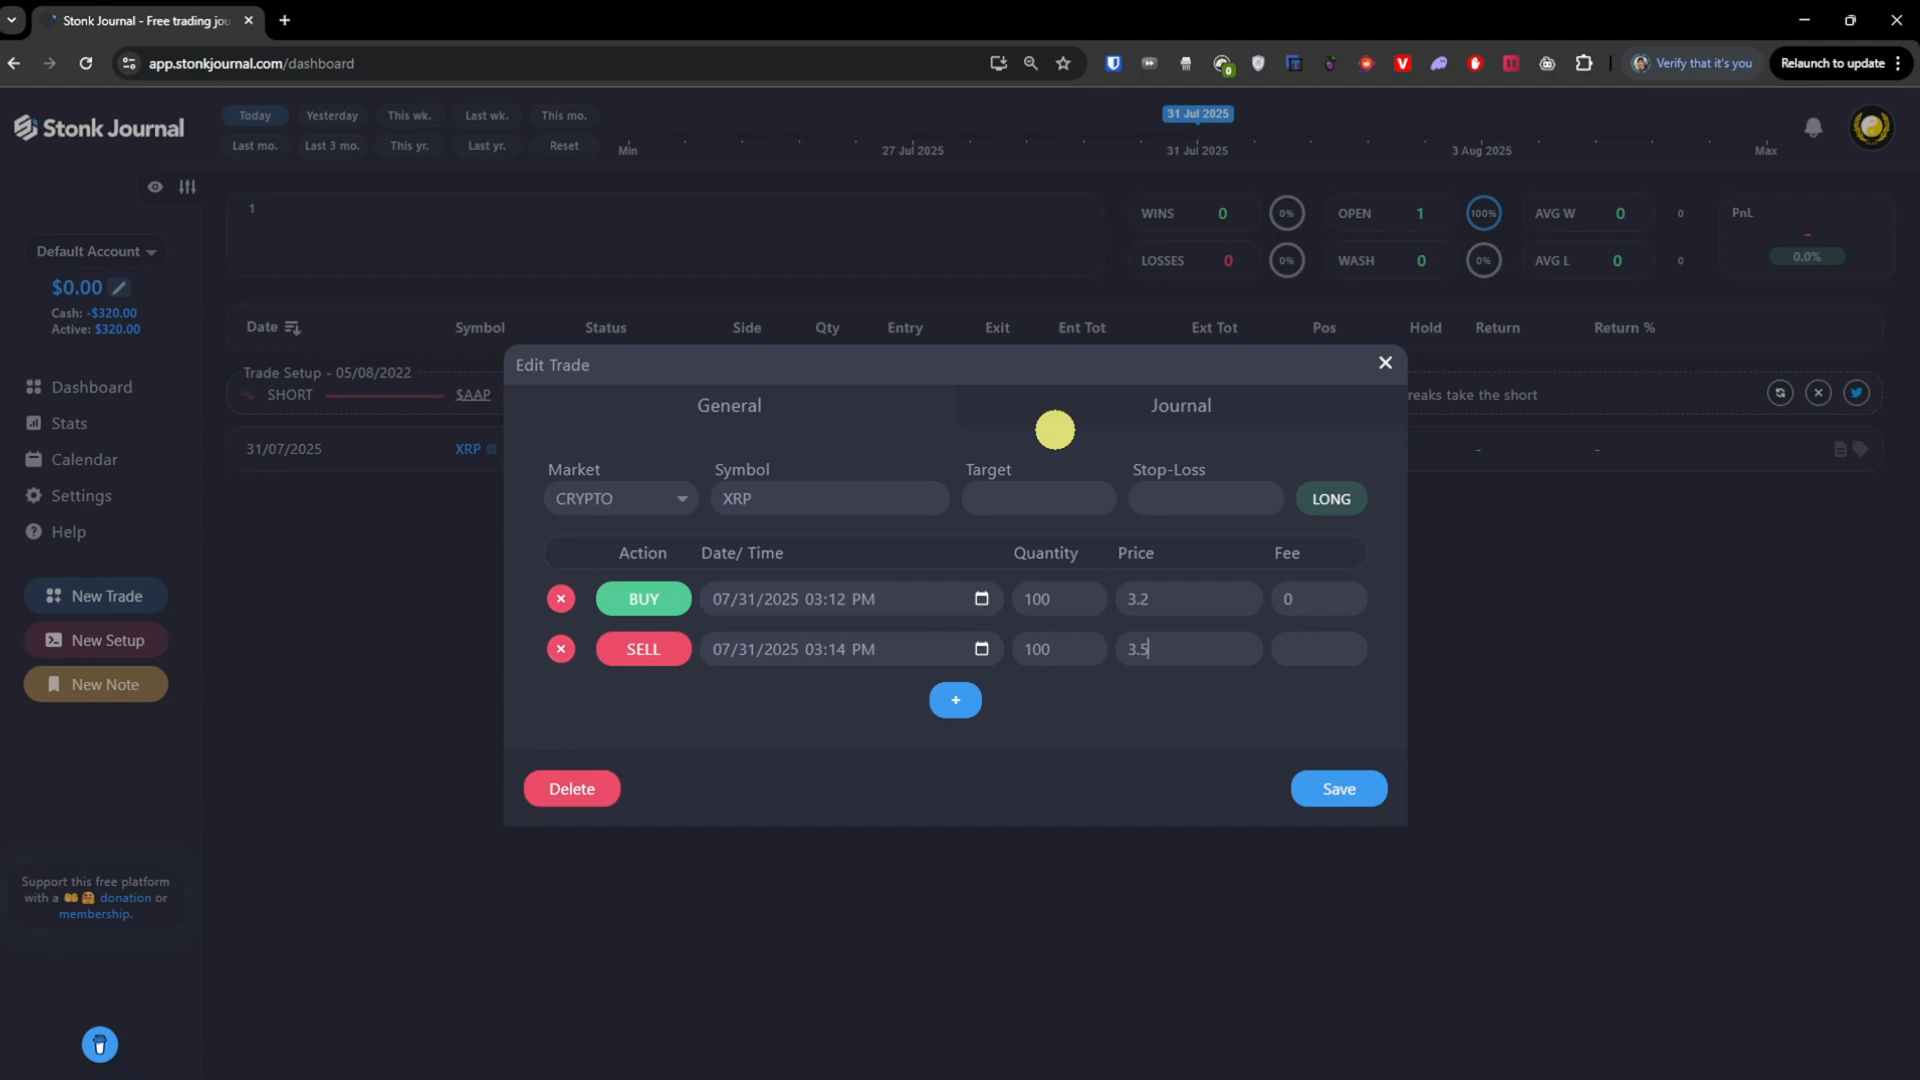 Stonk Journal - Free trading jou
app.stonkjournal.com/dashboard
0
Verify that it's you
Relaunch to update
Stonk Journal
Today
Yesterday
This wk.
Last wk.
This mo.
Last mo.
Last 3 mo.
This yr.
Last yr.
Reset
31 Jul 2025
Min
27 Jul 2025
31 Jul 2025
3 Aug 2025
Max
1
WINS 0 0%
OPEN 1 100%
AVG W 0 0
PnL
-
0.0%
LOSSES 0 0%
WASH 0 0%
AVG L 0 0
Default Account
$0.00
Cash: -$320.00
Active: $320.00
Dashboard
Stats
Calendar
Settings
Help
New Trade
New Setup
New Note
Support this free platform
with a donation or
membership.
Date Symbol Status Side Qty Entry Exit Ent Tot Ext Tot Pos Hold Return Return %
Trade Setup - 05/08/2022
SHORT $AAP
reaks take the short
31/07/2025 XRP - -
Edit Trade
General Journal
Market Symbol Target Stop-Loss
CRYPTO XRP LONG
Action Date/ Time Quantity Price Fee
BUY 07/31/2025 03:12 PM 100 3.2 0
SELL 07/31/2025 03:14 PM 100 3.5
+
Delete
Save